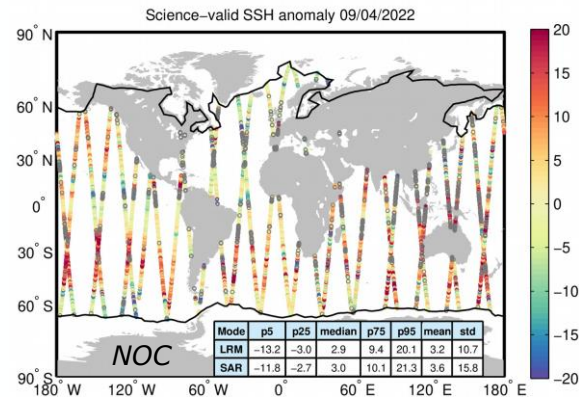 Science−valid SSH anomaly 09/04/2022
90° N
60° N
30° N
0°
30° S
60° S
90° S
180° W
120° W
60° W
0°
60° E
120° E
180° E
20
15
10
5
0
−5
−10
−15
−20
NOC
Mode p5 p25 median p75 p95 mean std
LRM −13.2 −3.0 2.9 9.4 20.1 3.2 10.7
SAR −11.8 −2.7 3.0 10.1 21.3 3.6 15.8